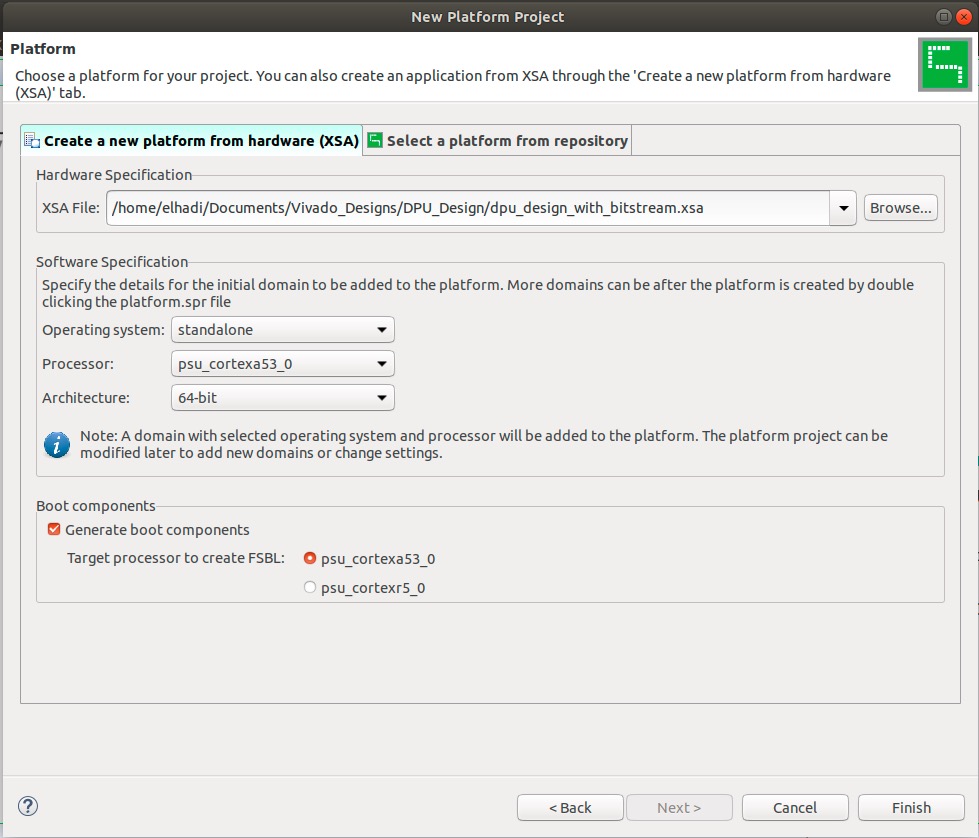 New Platform Project
Platform
Choose a platform for your project. You can also create an application from XSA through the 'Create a new platform from hardware
(XSA)' tab.
Create a new platform from hardware (XSA)
Select a platform from repository
Hardware Specification
XSA File: /home/elhadi/Documents/Vivado_Designs/DPU_Design/dpu_design_with_bitstream.xsa Browse...
Software Specification
Specify the details for the initial domain to be added to the platform. More domains can be after the platform is created by double
clicking the platform.spr file
Operating system: standalone
Processor: psu_cortexa53_0
Architecture: 64-bit
Note: A domain with selected operating system and processor will be added to the platform. The platform project can be
modified later to add new domains or change settings.
Boot components
Generate boot components
Target processor to create FSBL: psu_cortexa53_0
psu_cortexr5_0
< Back Next > Cancel Finish